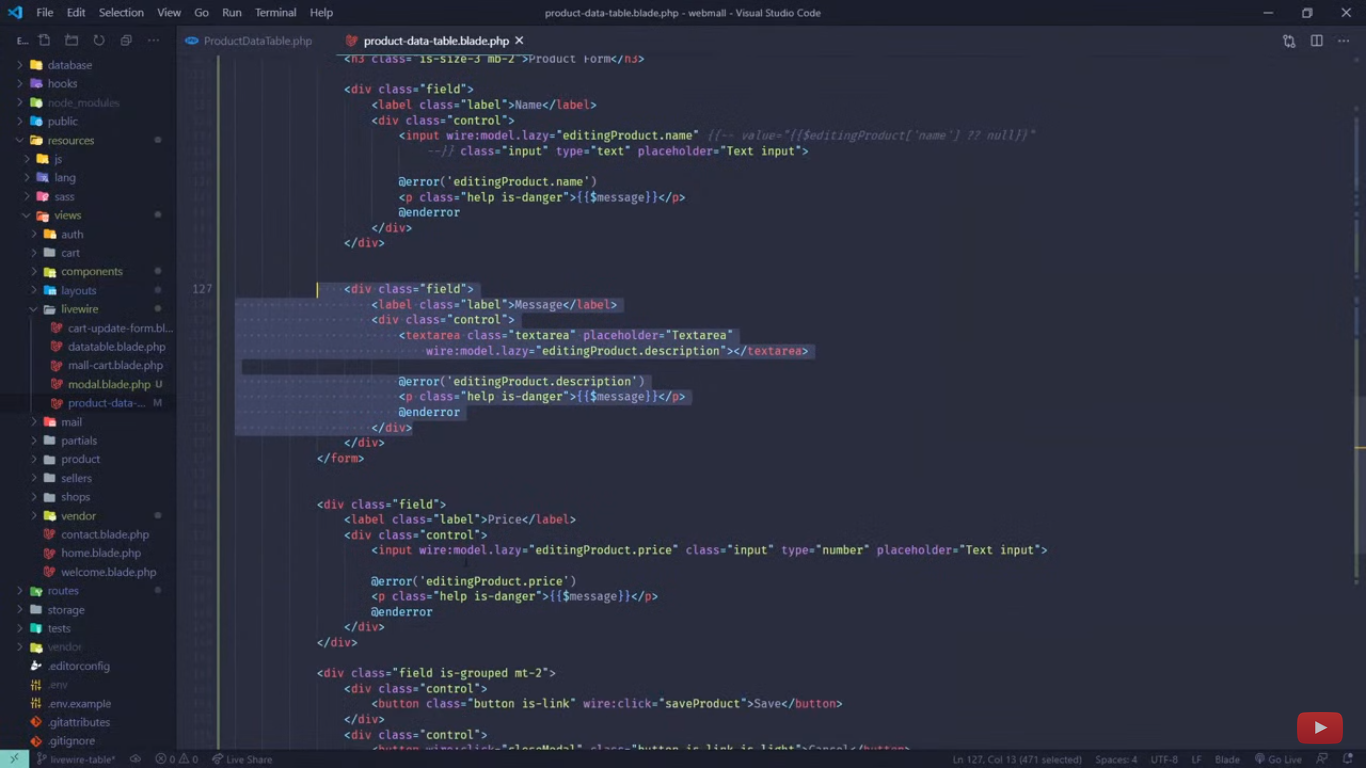 File Edit Selection View Go Run Terminal Help
product-data-table.blade.php - webmall - Visual Studio Code
E...
ProductDataTable.php
product-data-table.blade.php
database
hooks
node_modules
public
resources
js
lang
sass
views
auth
cart
components
layouts
livewire
cart-update-form.bl...
datatable.blade.php
mall-cart.blade.php
modal.blade.php U
product-data-... M
mail
partials
product
sellers
shops
vendor
contact.blade.php
home.blade.php
welcome.blade.php
routes
storage
tests
vendor
.editorconfig
.env
.env.example
.gitattributes
.gitignore
<h3 class="is-size-3 mb-2">Product Form</h3>
<div class="field">
<label class="label">Name</label>
<div class="control">
<input wire:model.lazy="editingProduct.name" {{-- value="{{$editingProduct['name'] ?? null}}"
--}} class="input" type="text" placeholder="Text input">
@error('editingProduct.name')
<p class="help is-danger">{{$message}}</p>
@enderror
</div>
</div>
127
<div class="field">
<label class="label">Message</label>
<div class="control">
<textarea class="textarea" placeholder="Textarea"
wire:model.lazy="editingProduct.description"></textarea>
@error('editingProduct.description')
<p class="help is-danger">{{$message}}</p>
@enderror
</div>
</div>
</form>
<div class="field">
<label class="label">Price</label>
<div class="control">
<input wire:model.lazy="editingProduct.price" class="input" type="number" placeholder="Text input">
@error('editingProduct.price')
<p class="help is-danger">{{$message}}</p>
@enderror
</div>
</div>
<div class="field is-grouped mt-2">
<div class="control">
<button class="button is-link" wire:click="saveProduct">Save</button>
</div>
<div class="control">
<button wire:click="closeModal" class="button is-link is-light">Cancel</button>
livewire-table* 0 0 Live Share
Ln 127, Col 13 (471 selected) Spaces: 4 UTF-8 LF Blade Go Live